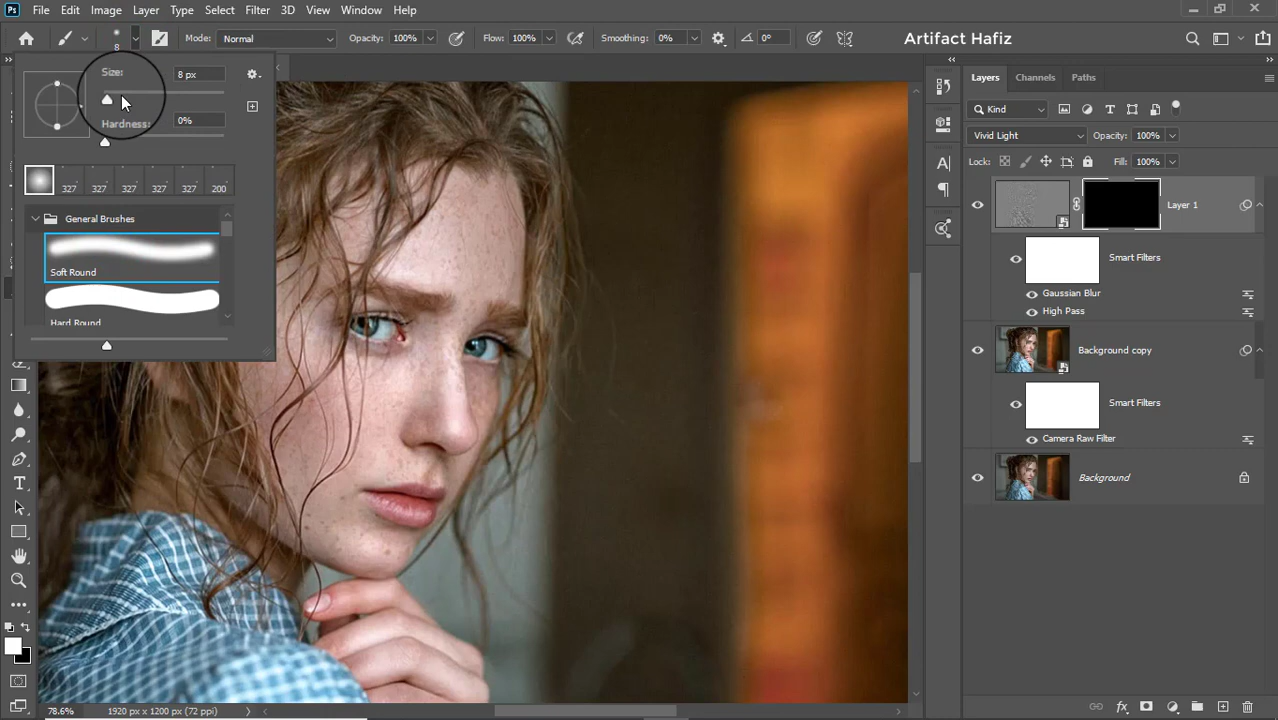 Ps File Edit Image Layer Type Select Filter 3D View Window Help
8 Mode: Normal Opacity: 100% Flow: 100% Smoothing: 0% 0° Artifact Hafiz
Size: 8 px
Hardness: 0%
327 327 327 327 327 200
General Brushes
Soft Round
Hard Round
Layers Channels Paths
Kind
Vivid Light Opacity: 100%
Lock: Fill: 100%
Layer 1
Smart Filters
Gaussian Blur
High Pass
Background copy
Smart Filters
Camera Raw Filter
Background
78.6% 1920 px x 1200 px (72 ppi)